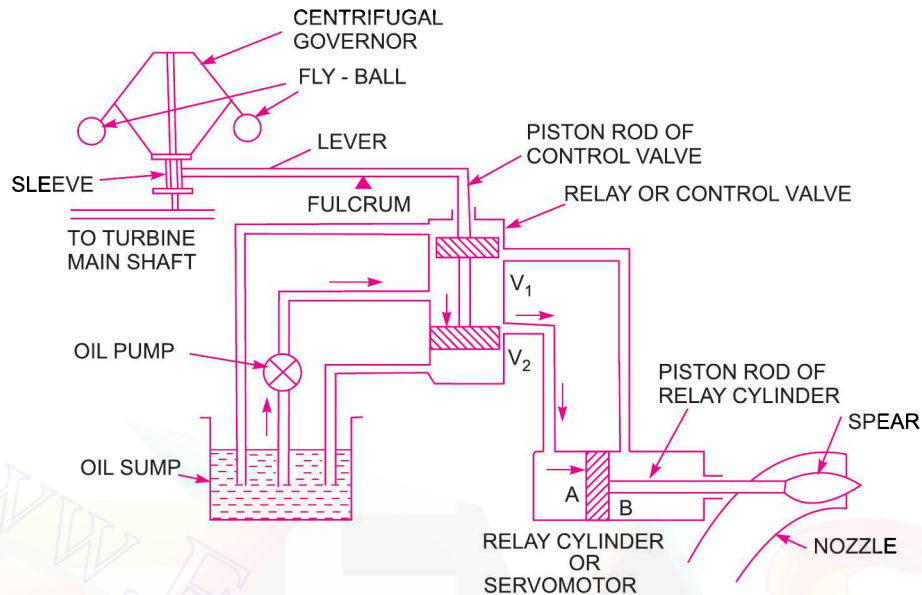 CENTRIFUGAL
GOVERNOR
FLY - BALL
LEVER
PISTON ROD OF
CONTROL VALVE
SLEEVE
FULCRUM
RELAY OR CONTROL VALVE
TO TURBINE
MAIN SHAFT
V1
OIL PUMP
V2
PISTON ROD OF
RELAY CYLINDER
SPEAR
OIL SUMP
A
B
RELAY CYLINDER
OR
SERVOMOTOR
NOZZLE